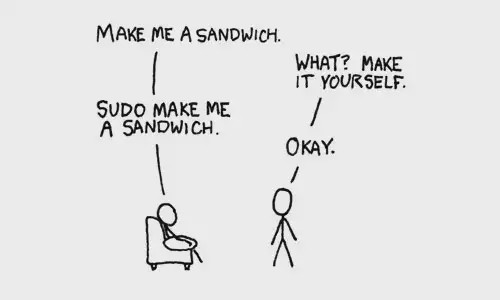 MAKE ME A SANDWICH.
WHAT? MAKE
IT YOURSELF.
SUDO MAKE ME
A SANDWICH.
OKAY.